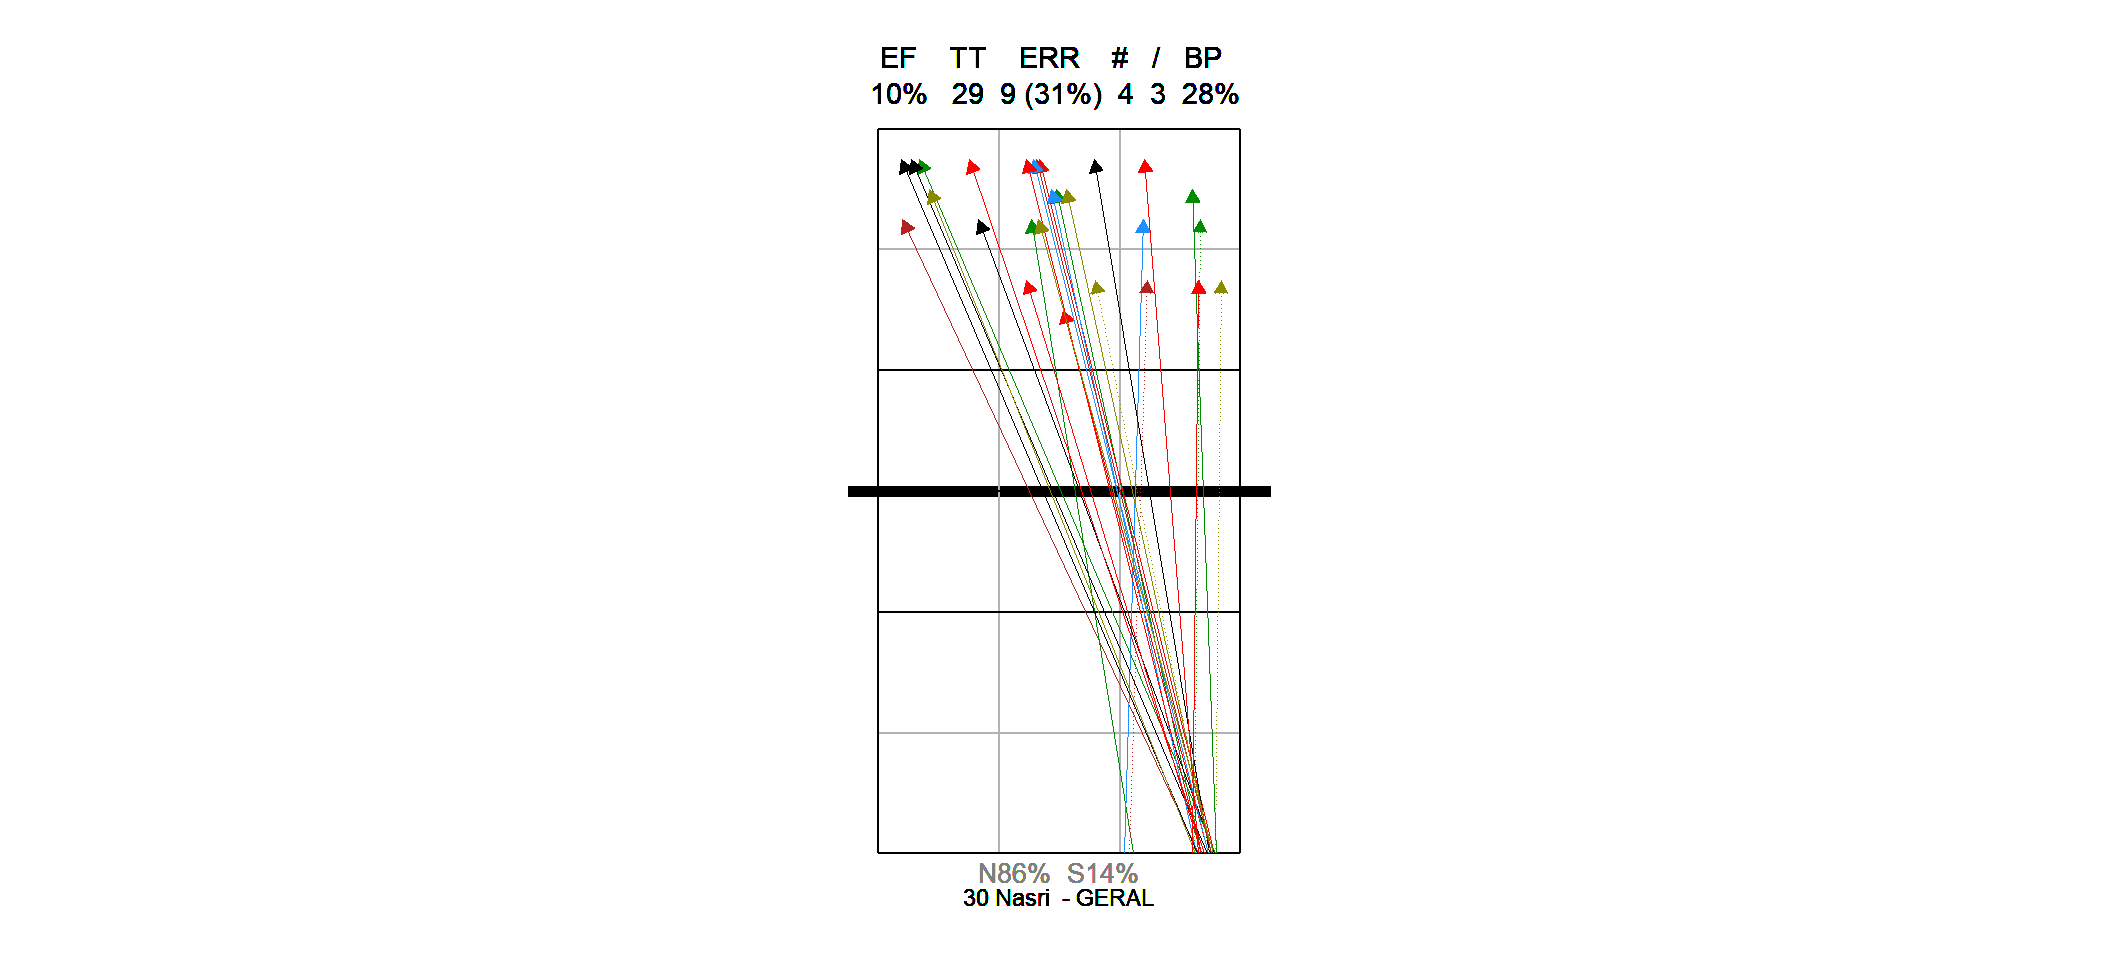 EF TT ERR # / BP
10% 29 9 (31%) 4 3 28%
N86% S14%
30 Nasri - GERAL